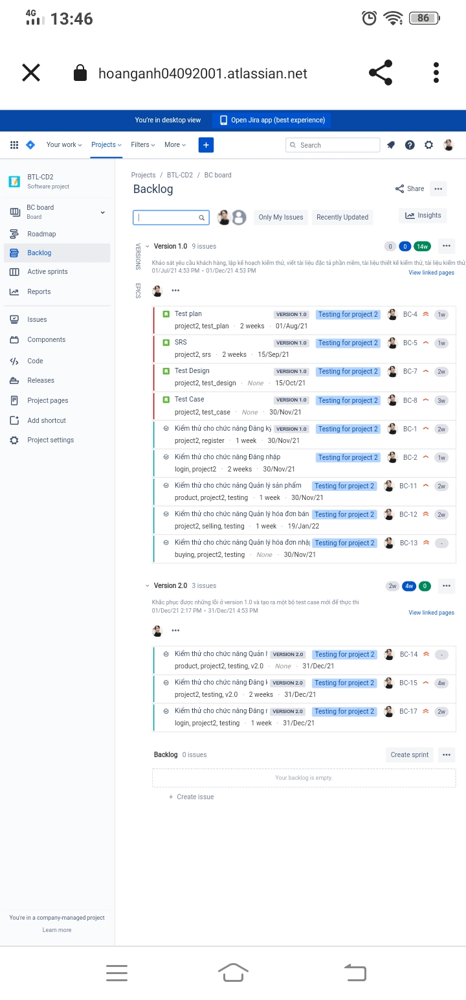 4G 13:46 86
hoanganh04092001.atlassian.net
You're in desktop view Open Jira app (best experience)
Your work Projects Filters More + Search
BTL-CD2
Software project
BC board
Board
Roadmap
Backlog
Active sprints
Reports
Issues
Components
Code
Releases
Project pages
Add shortcut
Project settings
Projects / BTL-CD2 / BC board
Backlog
Share
Only My Issues Recently Updated Insights
VERSIONS
EPICS
Version 1.0 9 issues 0 0 14w
Khảo sát yêu cầu khách hàng, lập kế hoạch kiểm thử, viết tài liệu đặc tả phần mềm, tài liệu thiết kế kiểm thử, tài liệu kiểm thử
01/Jul/21 4:53 PM • 01/Dec/21 4:53 PM
View linked pages
Test plan VERSION 1.0 Testing for project 2 BC-4 1w
project2, test_plan · 2 weeks · 01/Aug/21
SRS VERSION 1.0 Testing for project 2 BC-5 1w
project2, srs · 2 weeks · 15/Sep/21
Test Design VERSION 1.0 Testing for project 2 BC-7 2w
project2, test_design · None · 15/Oct/21
Test Case VERSION 1.0 Testing for project 2 BC-8 3w
project2, test_case · None · 30/Nov/21
Kiểm thử cho chức năng Đăng ký VERSION 1.0 Testing for project 2 BC-1 2w
project2, register · 1 week · 30/Nov/21
Kiểm thử cho chức năng Đăng nhập Testing for project 2 BC-2 1w
login, project2 · 2 weeks · 30/Nov/21
Kiểm thử cho chức năng Quản lý sản phẩm Testing for project 2 BC-11 2w
product, project2, testing · 1 week · 30/Nov/21
Kiểm thử cho chức năng Quản lý hóa đơn bán Testing for project 2 BC-12 2w
project2, selling, testing · 1 week · 19/Jan/22
Kiểm thử cho chức năng Quản lý hóa đơn nhập Testing for project 2 BC-13 -
buying, project2, testing · None · 30/Nov/21
Version 2.0 3 issues 2w 4w 0
Khắc phục được những lỗi ở version 1.0 và tạo ra một bộ test case mới để thực thi
01/Dec/21 2:17 PM • 31/Dec/21 4:53 PM
View linked pages
Kiểm thử cho chức năng Quản VERSION 2.0 Testing for project 2 BC-14 -
product, project2, testing, v2.0 · None · 31/Dec/21
Kiểm thử cho chức năng Đăng VERSION 2.0 Testing for project 2 BC-15 4w
project2, testing, v2.0 · 2 weeks · 31/Dec/21
Kiểm thử cho chức năng Đăng VERSION 2.0 Testing for project 2 BC-17 2w
login, project2, testing · 1 week · 31/Dec/21
Backlog 0 issues Create sprint
Your backlog is empty.
+ Create issue
You're in a company-managed project
Learn more